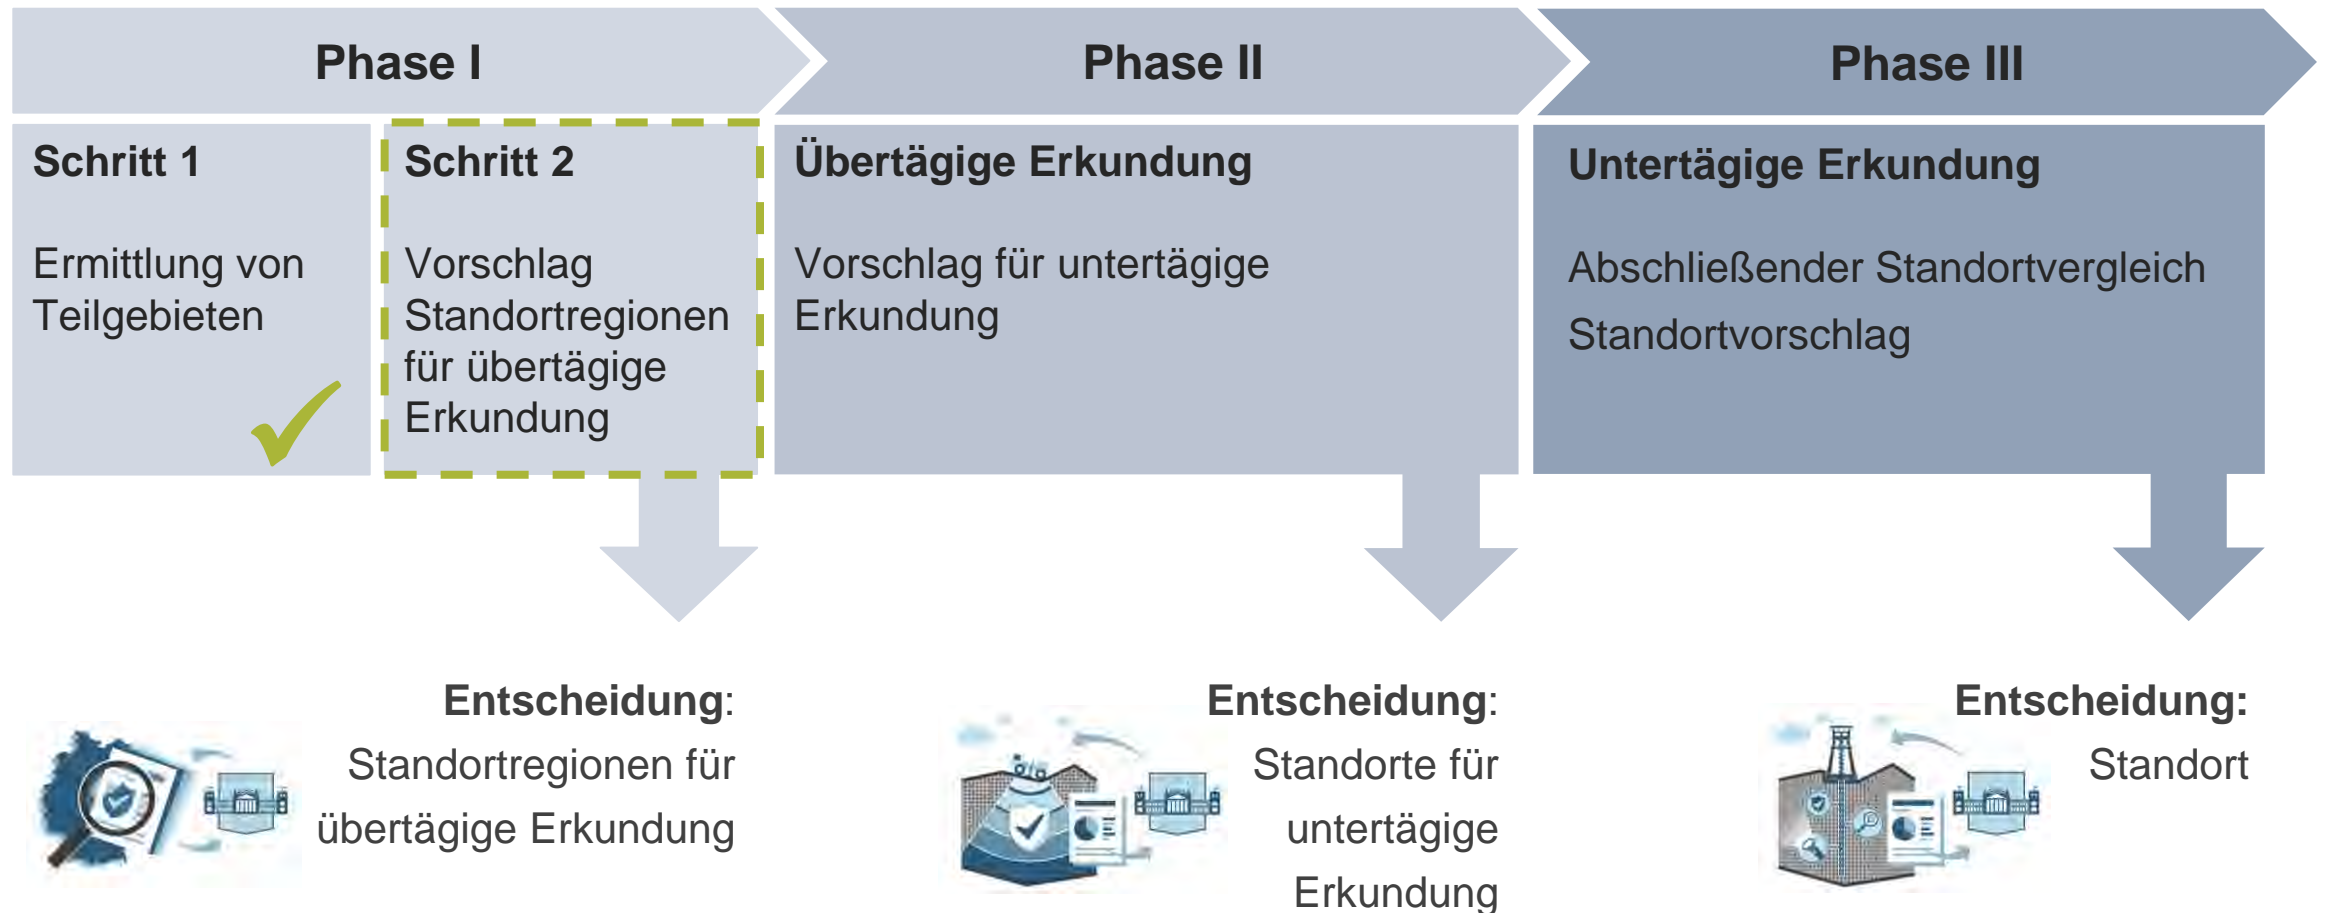 Phase I
Phase II
Phase III
Schritt 1
Ermittlung von
Teilgebieten
Schritt 2
Vorschlag
Standortregionen
für übertägige
Erkundung
Übertägige Erkundung
Vorschlag für untertägige
Erkundung
Untertägige Erkundung
Abschließender Standortvergleich
Standortvorschlag
Entscheidung:
Standortregionen für
übertägige Erkundung
Entscheidung:
Standorte für
untertägige
Erkundung
Entscheidung:
Standort